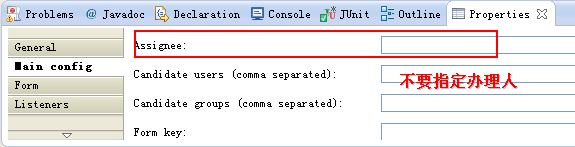 Problems @ Javadoc Declaration Console JUnit Outline Properties
General
Main config
Form
Listeners
Assignee:
Candidate users (comma separated):
不要指定办理人
Candidate groups (comma separated):
Form key: